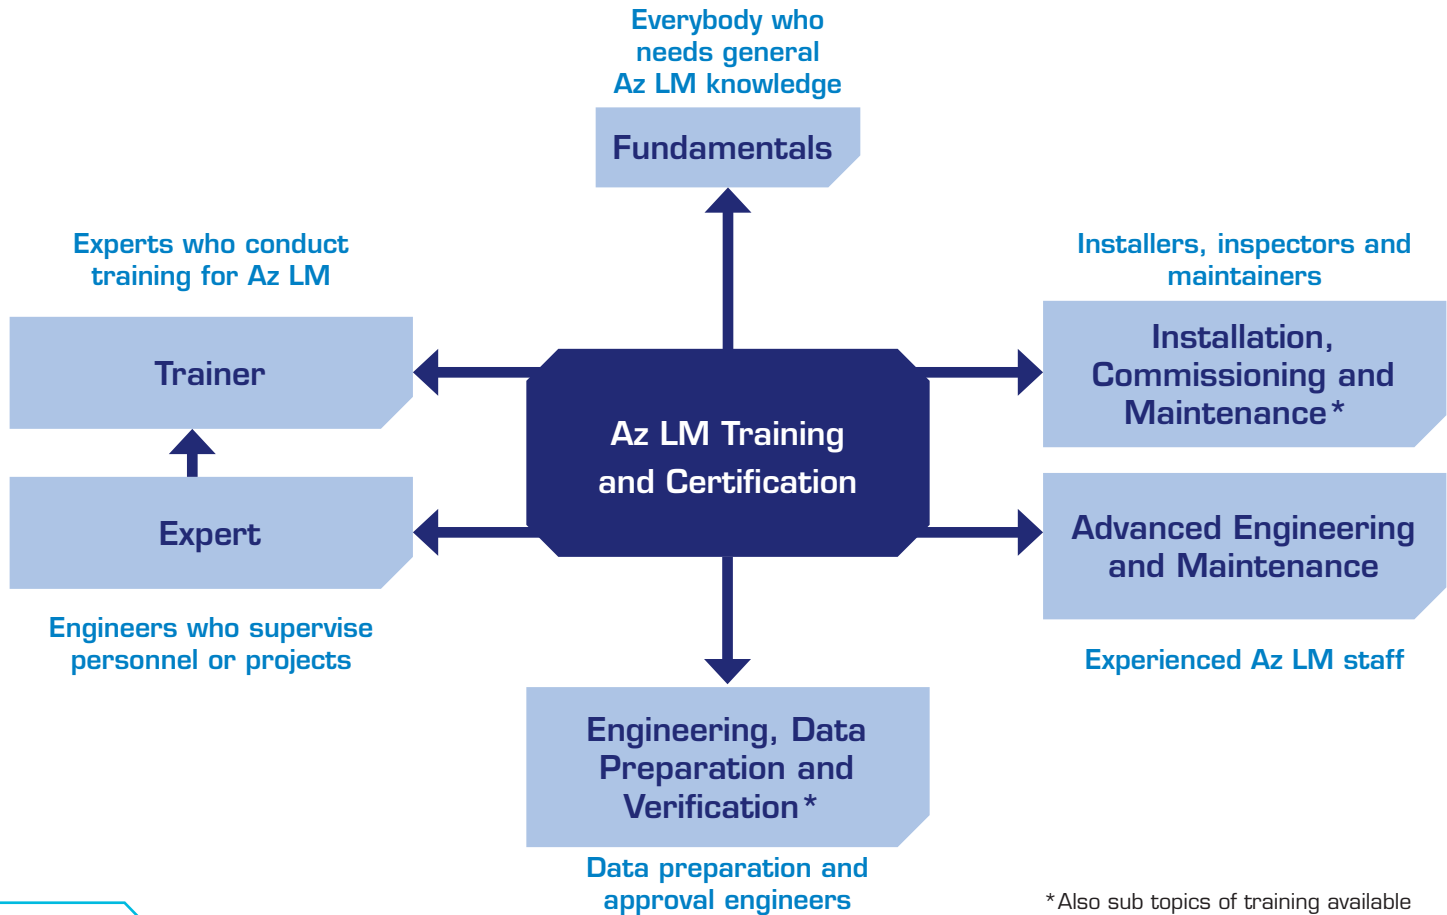 Everybody who
needs general
Az LM knowledge
Fundamentals
Experts who conduct
training for Az LM
Trainer
Expert
Engineers who supervise
personnel or projects
Az LM Training
and Certification
Installers, inspectors and
maintainers
Installation,
Commissioning and
Maintenance*
Advanced Engineering
and Maintenance
Experienced Az LM staff
Engineering, Data
Preparation and
Verification*
Data preparation and
approval engineers
*Also sub topics of training available